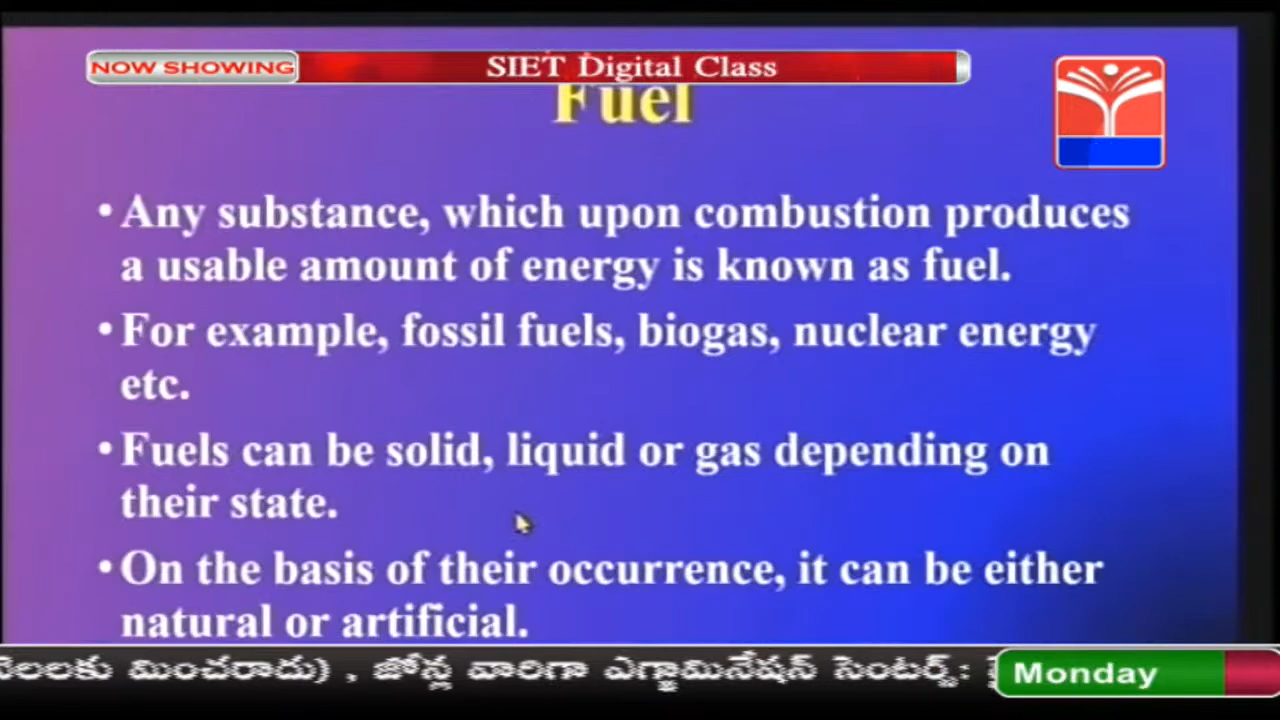 NOW SHOWING
SIET Digital Class
Fuel
• Any substance, which upon combustion produces
a usable amount of energy is known as fuel.
• For example, fossil fuels, biogas, nuclear energy
etc.
• Fuels can be solid, liquid or gas depending on
their state.
• On the basis of their occurrence, it can be either
natural or artificial.
నెలలకు మించరాదు) , జోన్ల వారిగా ఎగ్జామినేషన్ సెంటర్స్:
Monday